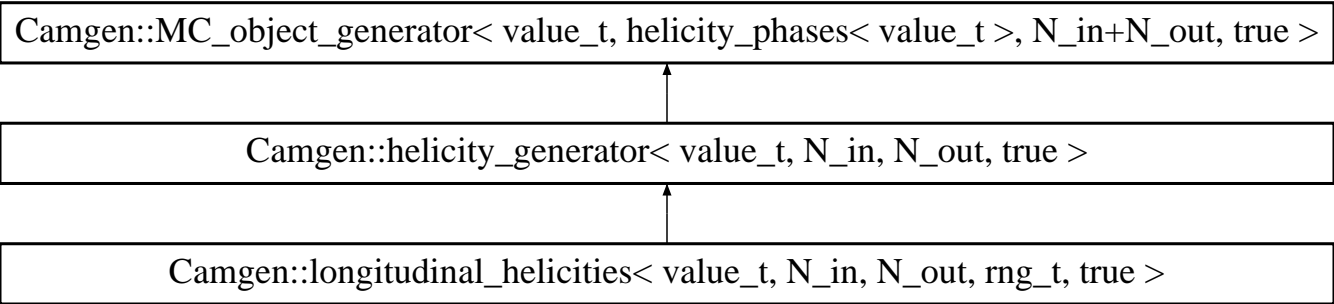 Camgen::MC_object_generator< value_t, helicity_phases< value_t >, N_in+N_out, true >
Camgen::helicity_generator< value_t, N_in, N_out, true >
Camgen::longitudinal_helicities< value_t, N_in, N_out, rng_t, true >